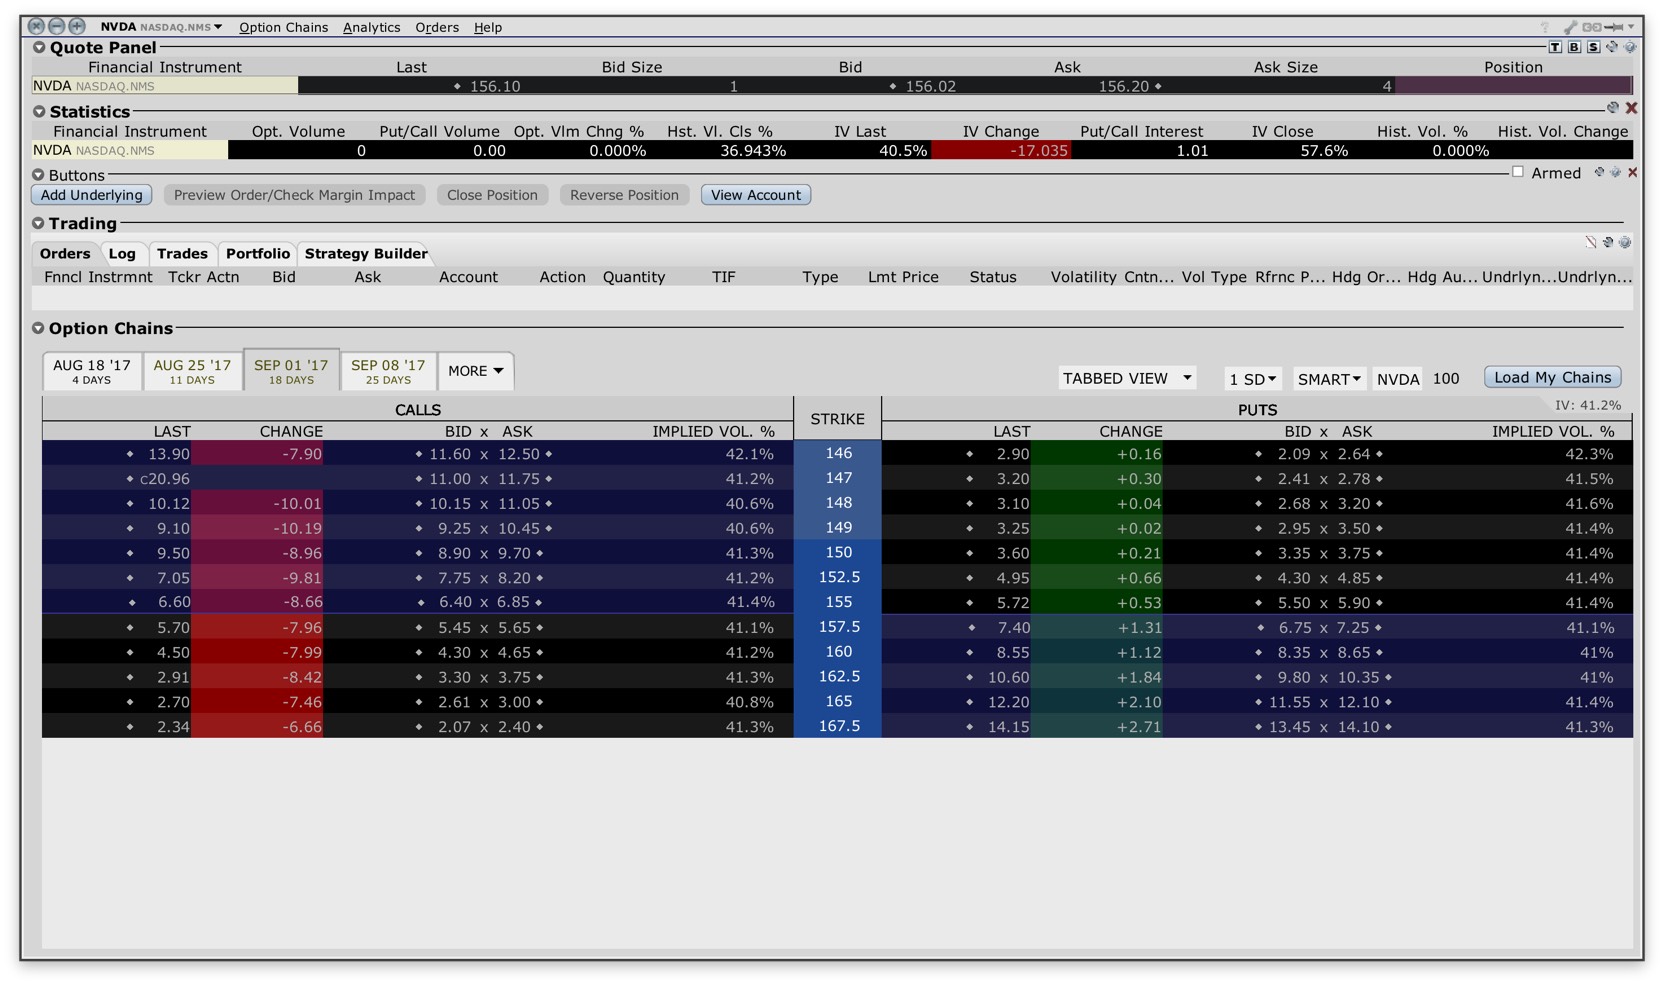 NVDA NASDAQ.NMS Option Chains Analytics Orders Help
Quote Panel T B S
Financial Instrument Last Bid Size Bid Ask Ask Size Position
NVDA NASDAQ.NMS 156.10 1 156.02 156.20 4
Statistics
Financial Instrument Opt. Volume Put/Call Volume Opt. Vlm Chng % Hst. Vl. Cls % IV Last IV Change Put/Call Interest IV Close Hist. Vol. % Hist. Vol. Change
NVDA NASDAQ.NMS 0 0.00 0.000% 36.943% 40.5% -17.035 1.01 57.6% 0.000%
Buttons Armed
Add Underlying Preview Order/Check Margin Impact Close Position Reverse Position View Account
Trading
Orders Log Trades Portfolio Strategy Builder
Fnncl Instrmnt Tckr Actn Bid Ask Account Action Quantity TIF Type Lmt Price Status Volatility Cntn... Vol Type Rfrnc P... Hdg Or... Hdg Au... Undrlyn... Undrlyn...
Option Chains
AUG 18 '17 AUG 25 '17 SEP 01 '17 SEP 08 '17 MORE
4 DAYS 11 DAYS 18 DAYS 25 DAYS
TABBED VIEW 1 SD SMART NVDA 100 Load My Chains
IV: 41.2%
CALLS STRIKE PUTS
LAST CHANGE BID x ASK IMPLIED VOL. % LAST CHANGE BID x ASK IMPLIED VOL. %
13.90 -7.90 11.60 x 12.50 42.1% 146 2.90 +0.16 2.09 x 2.64 42.3%
c20.96 11.00 x 11.75 41.2% 147 3.20 +0.30 2.41 x 2.78 41.5%
10.12 -10.01 10.15 x 11.05 40.6% 148 3.10 +0.04 2.68 x 3.20 41.6%
9.10 -10.19 9.25 x 10.45 40.6% 149 3.25 +0.02 2.95 x 3.50 41.4%
9.50 -8.96 8.90 x 9.70 41.3% 150 3.60 +0.21 3.35 x 3.75 41.4%
7.05 -9.81 7.75 x 8.20 41.2% 152.5 4.95 +0.66 4.30 x 4.85 41.4%
6.60 -8.66 6.40 x 6.85 41.4% 155 5.72 +0.53 5.50 x 5.90 41.4%
5.70 -7.96 5.45 x 5.65 41.1% 157.5 7.40 +1.31 6.75 x 7.25 41.1%
4.50 -7.99 4.30 x 4.65 41.2% 160 8.55 +1.12 8.35 x 8.65 41%
2.91 -8.42 3.30 x 3.75 41.3% 162.5 10.60 +1.84 9.80 x 10.35 41%
2.70 -7.46 2.61 x 3.00 40.8% 165 12.20 +2.10 11.55 x 12.10 41.4%
2.34 -6.66 2.07 x 2.40 41.3% 167.5 14.15 +2.71 13.45 x 14.10 41.3%